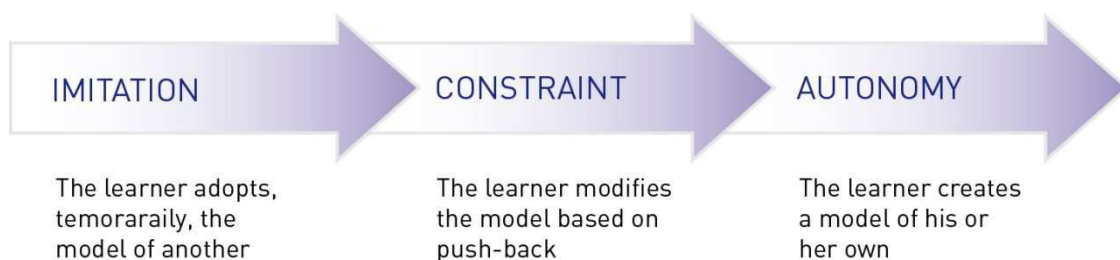 IMITATION
CONSTRAINT
AUTONOMY
The learner adopts,
temoraraily, the
model of another
The learner modifies
the model based on
push-back
The learner creates
a model of his or
her own